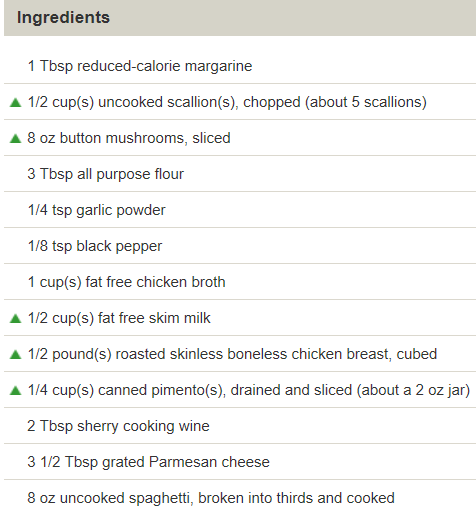 Ingredients
1 Tbsp reduced-calorie margarine
1/2 cup(s) uncooked scallion(s), chopped (about 5 scallions)
8 oz button mushrooms, sliced
3 Tbsp all purpose flour
1/4 tsp garlic powder
1/8 tsp black pepper
1 cup(s) fat free chicken broth
1/2 cup(s) fat free skim milk
1/2 pound(s) roasted skinless boneless chicken breast, cubed
1/4 cup(s) canned pimento(s), drained and sliced (about a 2 oz jar)
2 Tbsp sherry cooking wine
3 1/2 Tbsp grated Parmesan cheese
8 oz uncooked spaghetti, broken into thirds and cooked